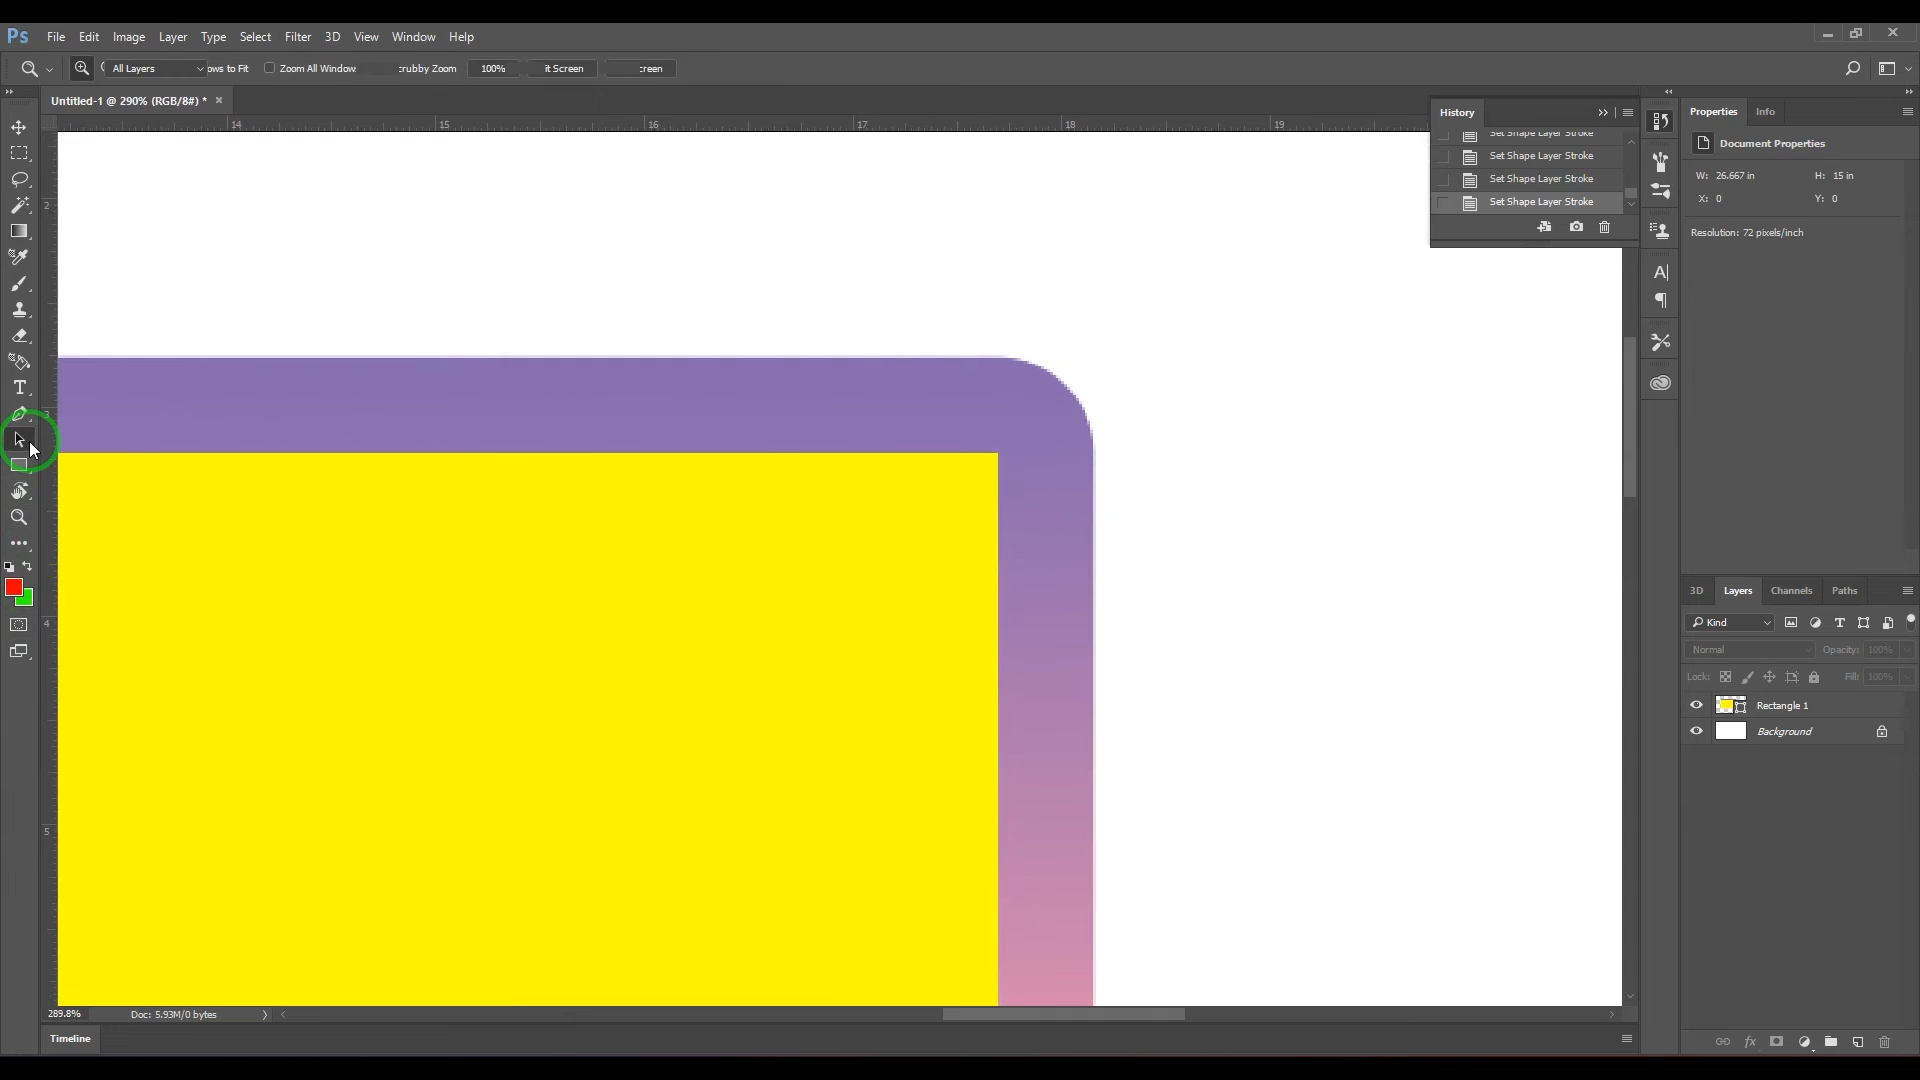 Ps File Edit Image Layer Type Select Filter 3D View Window Help
All Layers ows to Fit Zoom All Window crubby Zoom 100% it Screen creen
Untitled-1 @ 290% (RGB/8#) * ×
14 15 16 17 18 19
2
3
4
5
History
Set Shape Layer Stroke
Set Shape Layer Stroke
Set Shape Layer Stroke
Set Shape Layer Stroke
Properties Info
Document Properties
W: 26.667 in H: 15 in
X: 0 Y: 0
Resolution: 72 pixels/inch
3D Layers Channels Paths
Kind
Normal Opacity: 100%
Lock: Fill: 100%
Rectangle 1
Background
289.8% Doc: 5.93M/0 bytes
Timeline